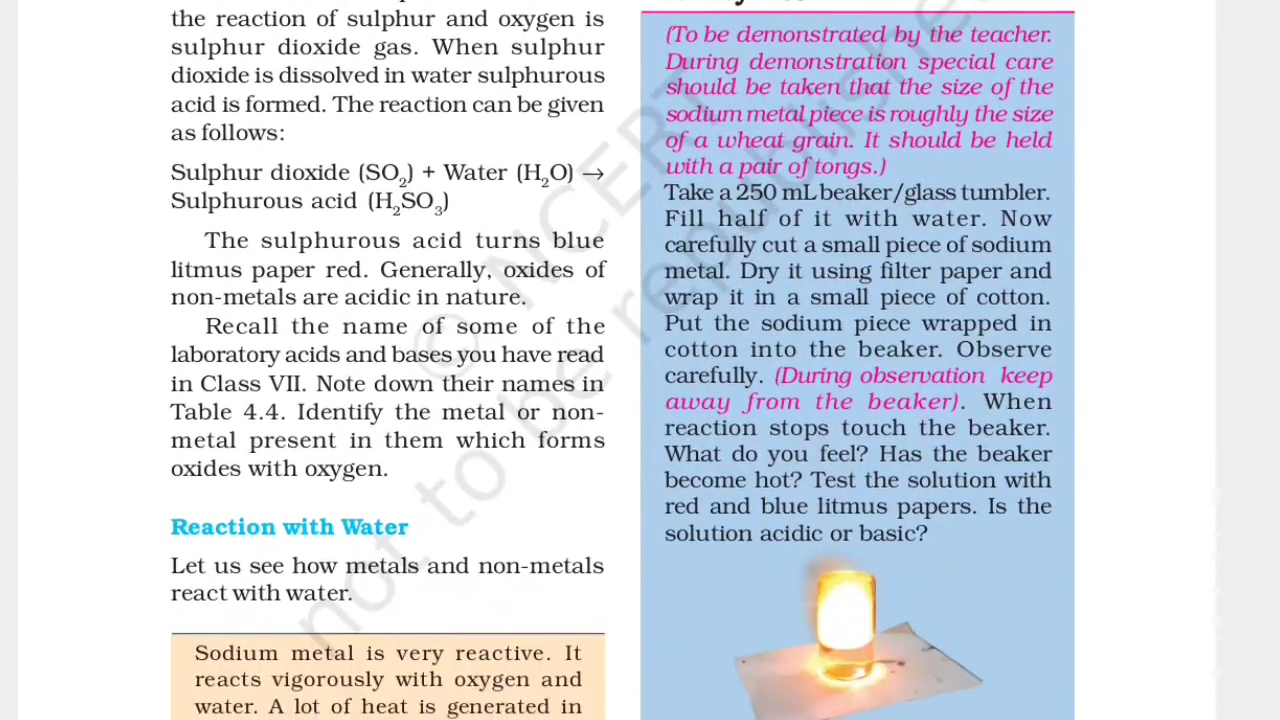 the reaction of sulphur and oxygen is
sulphur dioxide gas. When sulphur
dioxide is dissolved in water sulphurous
acid is formed. The reaction can be given
as follows:
Sulphur dioxide (SO₂) + Water (H₂O) →
Sulphurous acid (H₂SO₃)
The sulphurous acid turns blue
litmus paper red. Generally, oxides of
non-metals are acidic in nature.
Recall the name of some of the
laboratory acids and bases you have read
in Class VII. Note down their names in
Table 4.4. Identify the metal or non-
metal present in them which forms
oxides with oxygen.
Reaction with Water
Let us see how metals and non-metals
react with water.
Sodium metal is very reactive. It
reacts vigorously with oxygen and
water. A lot of heat is generated in
(To be demonstrated by the teacher.
During demonstration special care
should be taken that the size of the
sodium metal piece is roughly the size
of a wheat grain. It should be held
with a pair of tongs.)
Take a 250 mL beaker/glass tumbler.
Fill half of it with water. Now
carefully cut a small piece of sodium
metal. Dry it using filter paper and
wrap it in a small piece of cotton.
Put the sodium piece wrapped in
cotton into the beaker. Observe
carefully. (During observation keep
away from the beaker). When
reaction stops touch the beaker.
What do you feel? Has the beaker
become hot? Test the solution with
red and blue litmus papers. Is the
solution acidic or basic?
© NCERT
not to be republished